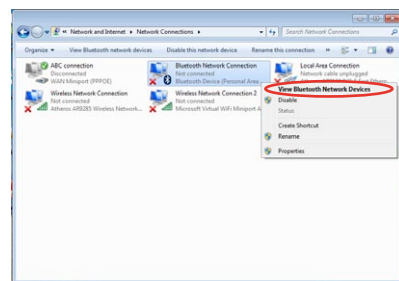 « Network and Internet ▸ Network Connections ▸
Search Network Connections
Organize ▾ View Bluetooth network devices Disable this network device Rename this connection »
ABC connection
Disconnected
WAN Miniport (PPPOE)
Bluetooth Network Connection
Not connected
Bluetooth Device (Personal Area
Local Area Connection
Network cable unplugged
Wireless Network Connection
Not connected
Atheros AR9285 Wireless Network...
Wireless Network Connection 2
Not connected
Microsoft Virtual WiFi Miniport A
View Bluetooth Network Devices
Disable
Status
Create Shortcut
Rename
Properties